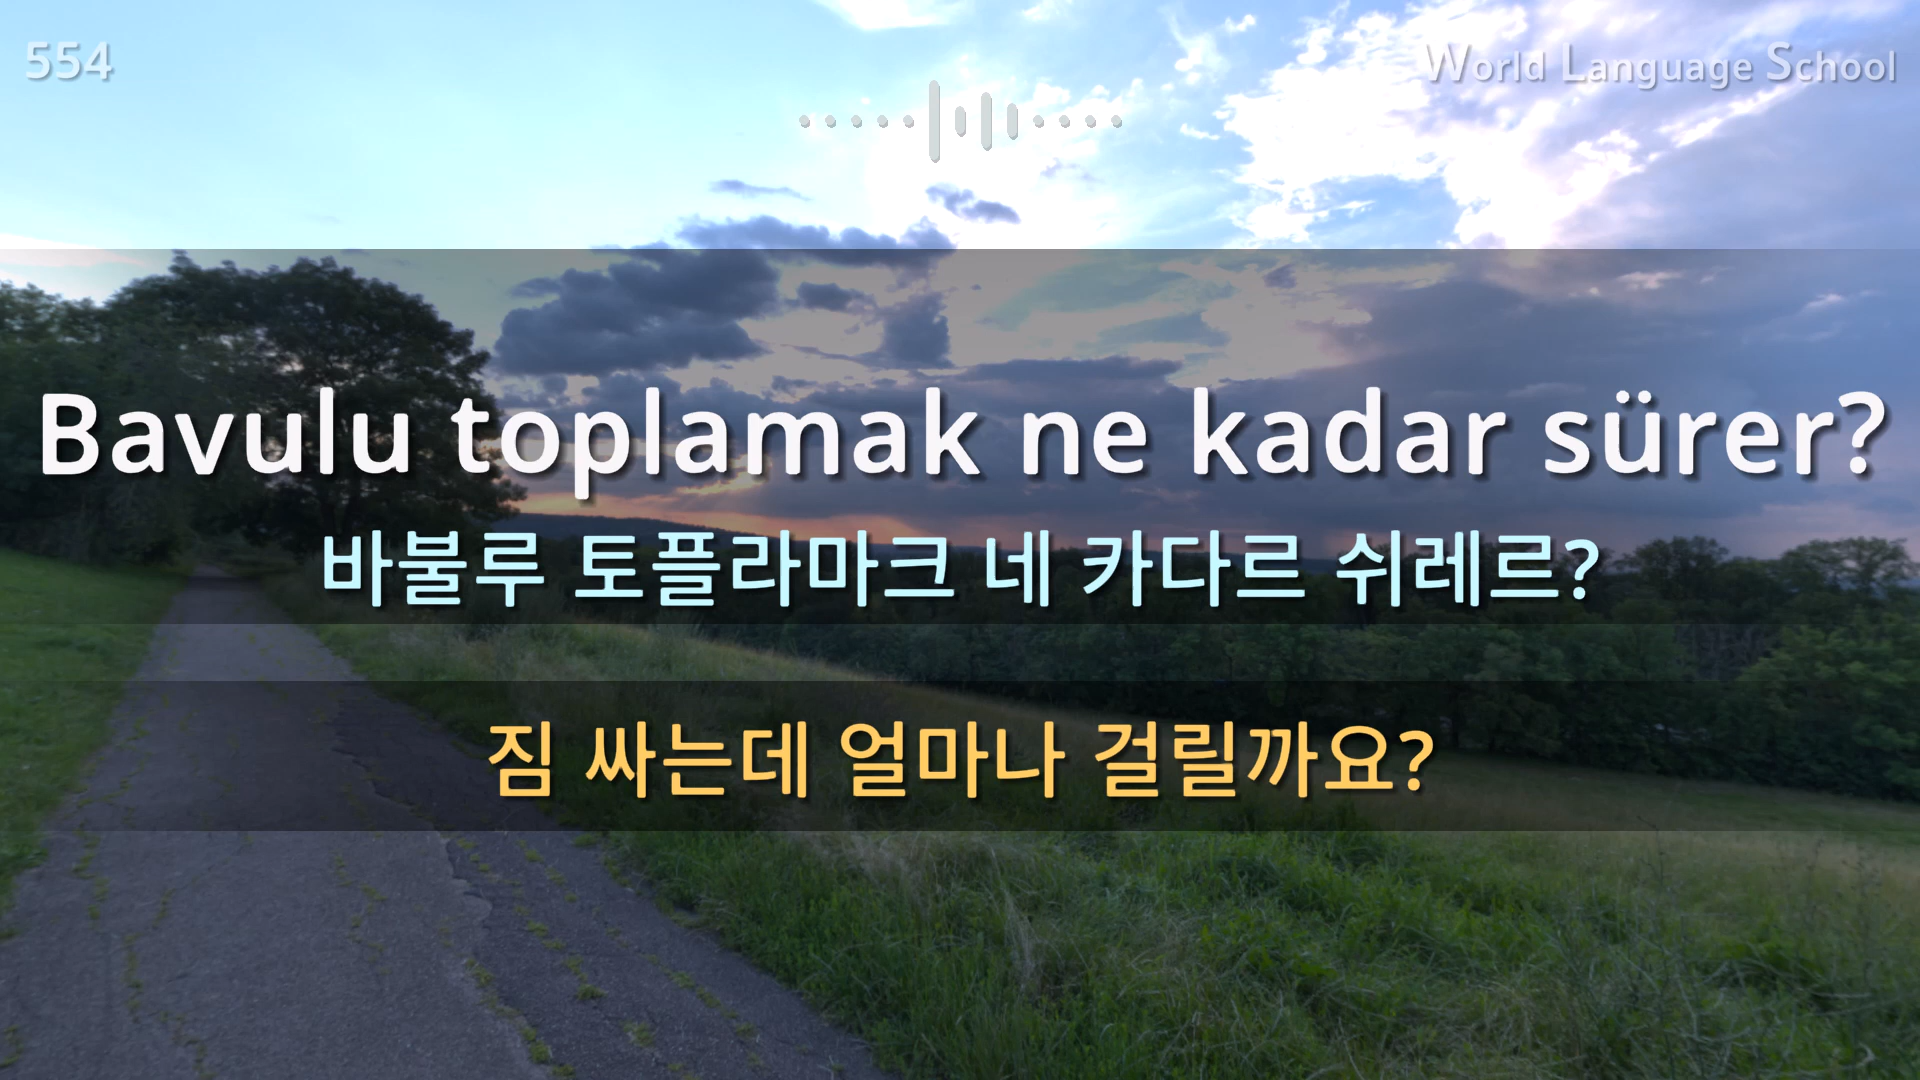 554
World Language School
Bavulu toplamak ne kadar sürer?
바불루 토플라마크 네 카다르 쉬레르?
짐 싸는데 얼마나 걸릴까요?